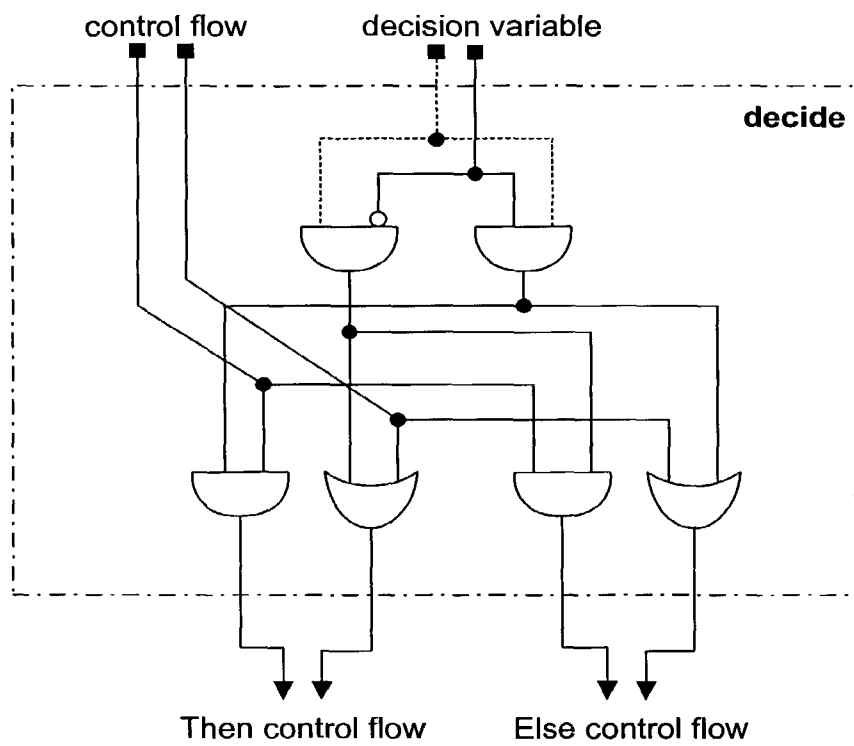 control flow
decision variable
decide
Then control flow
Else control flow